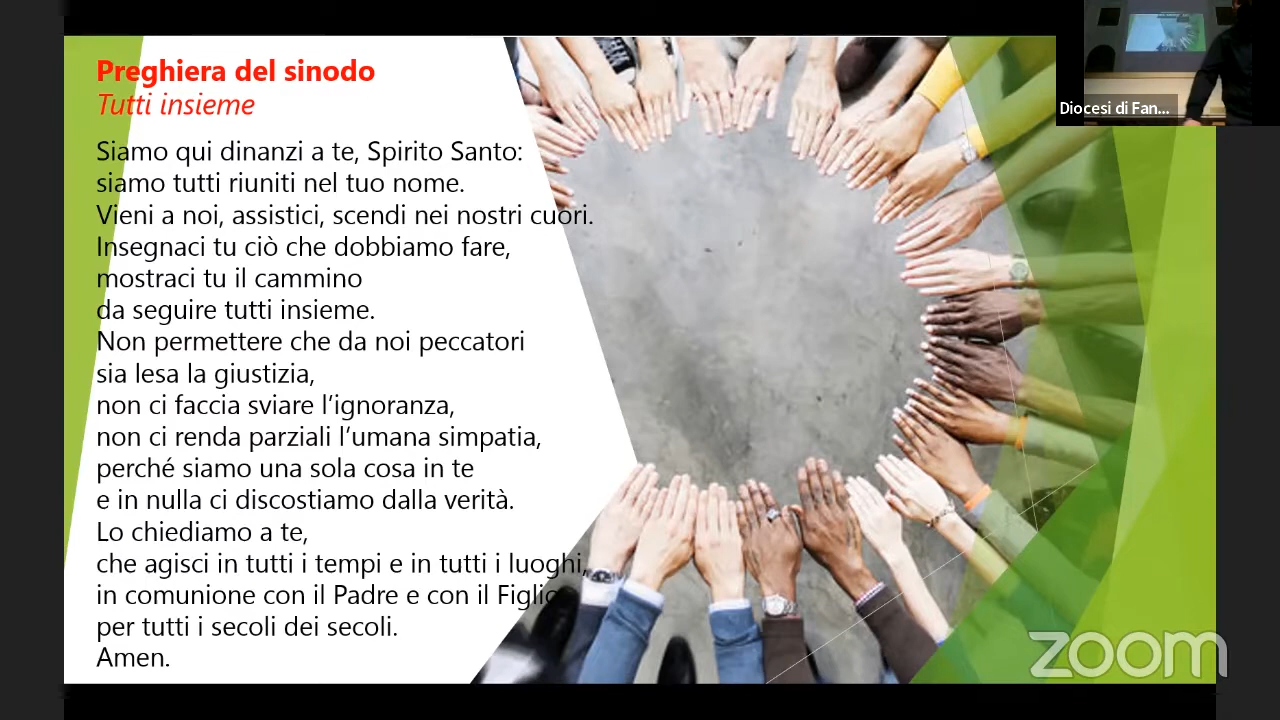 Preghiera del sinodo
Tutti insieme
Siamo qui dinanzi a te, Spirito Santo:
siamo tutti riuniti nel tuo nome.
Vieni a noi, assistici, scendi nei nostri cuori.
Insegnaci tu ciò che dobbiamo fare,
mostraci tu il cammino
da seguire tutti insieme.
Non permettere che da noi peccatori
sia lesa la giustizia,
non ci faccia sviare l’ignoranza,
non ci renda parziali l’umana simpatia,
perché siamo una sola cosa in te
e in nulla ci discostiamo dalla verità.
Lo chiediamo a te,
che agisci in tutti i tempi e in tutti i luoghi,
in comunione con il Padre e con il Figlio
per tutti i secoli dei secoli.
Amen.
Diocesi di Fan...
zoom